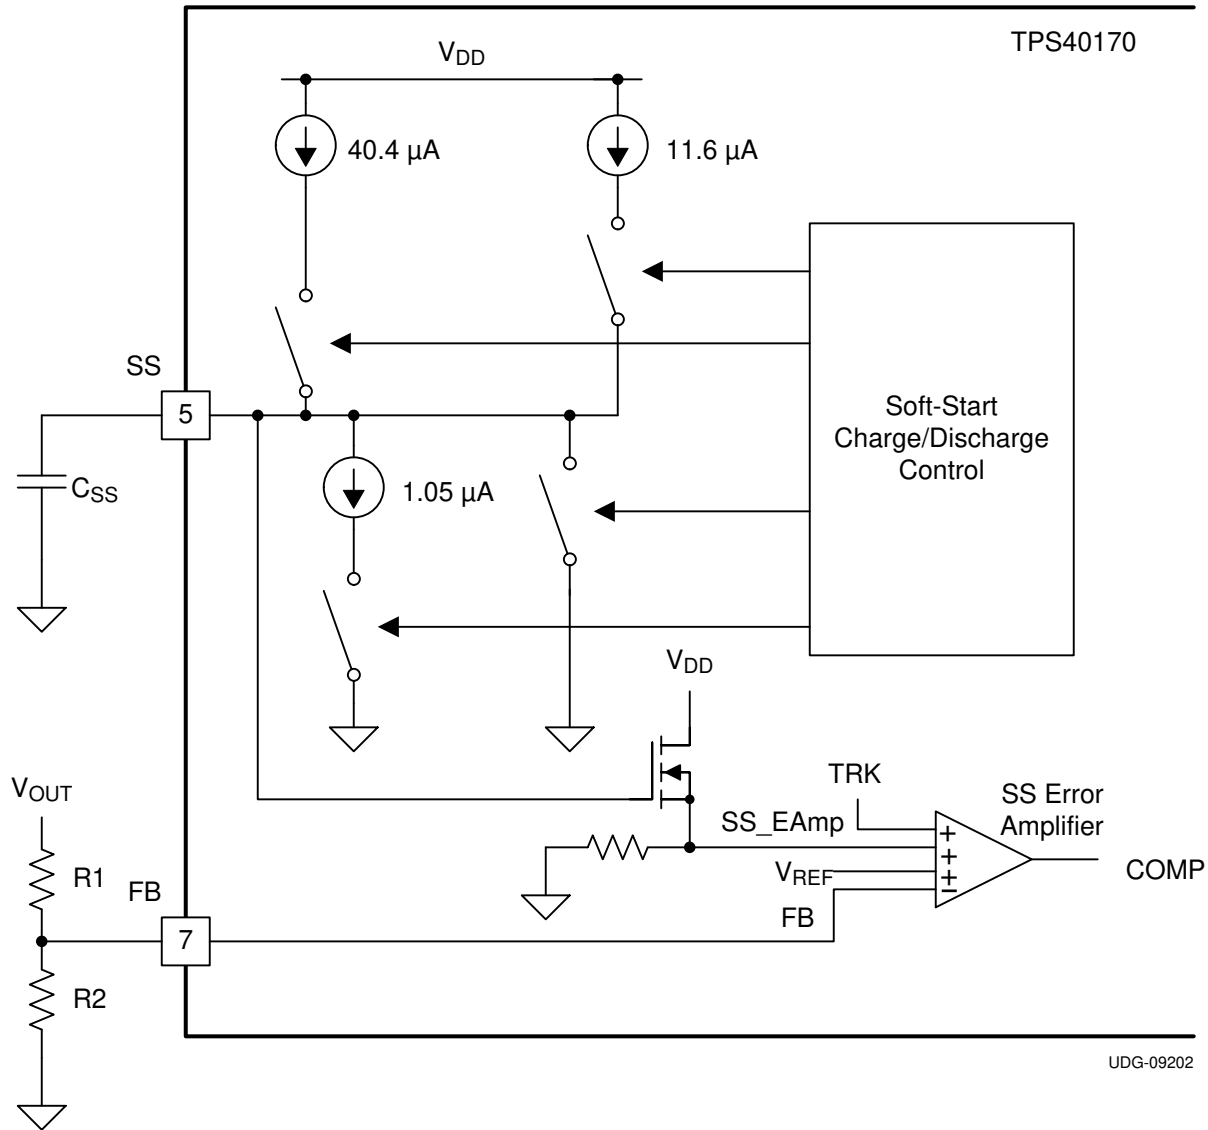 TPS40170
VDD
40.4 µA
11.6 µA
SS
5
Soft-Start
Charge/Discharge
Control
CSS
1.05 µA
VDD
VOUT
TRK
SS Error
Amplifier
SS_EAmp
+
+
VREF
+
COMP
R1
FB
FB
−
7
R2
UDG-09202